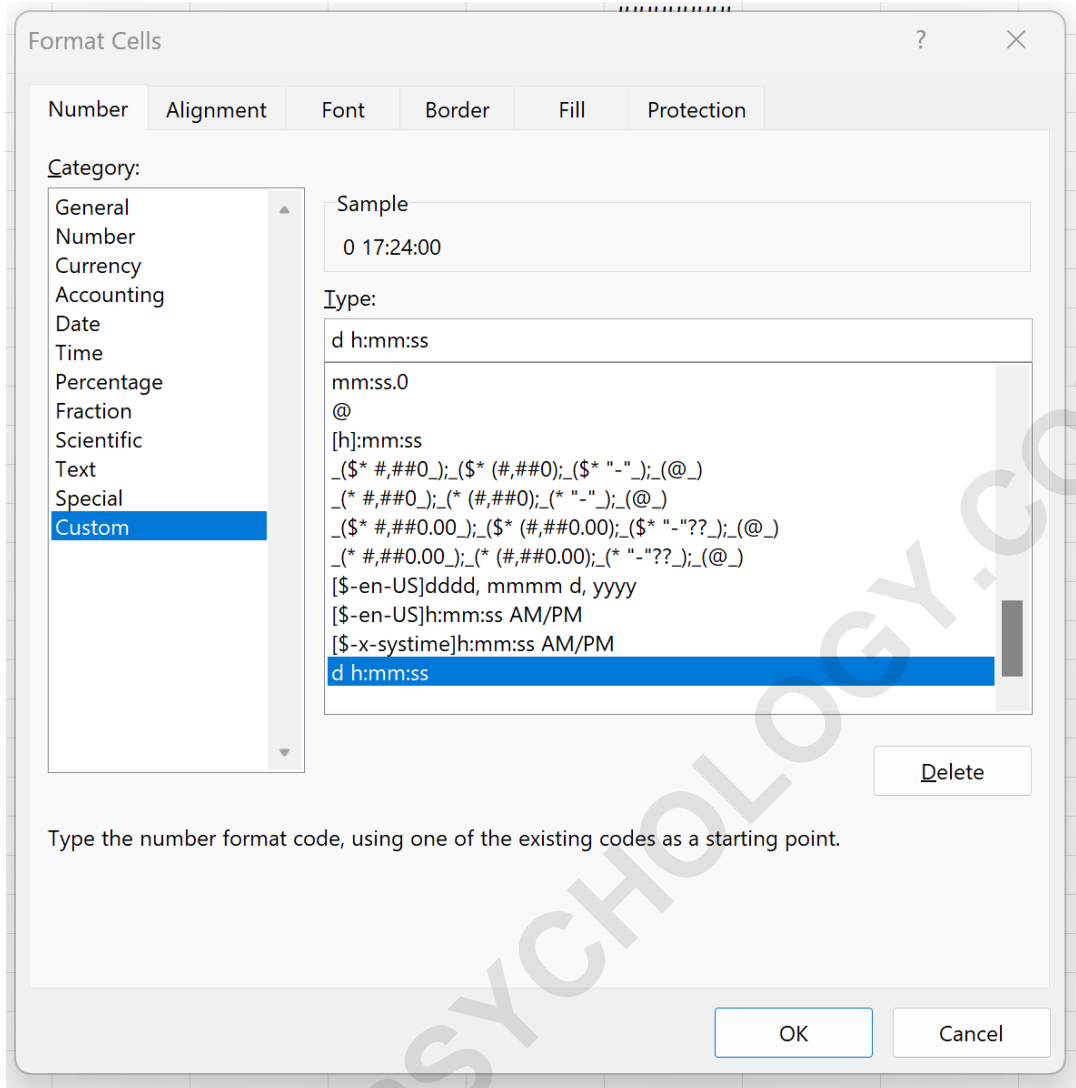 Format Cells
?
Number Alignment Font Border Fill Protection
Category:
General
Number
Currency
Accounting
Date
Time
Percentage
Fraction
Scientific
Text
Special
Custom
Sample
0 17:24:00
Type:
d h:mm:ss
mm:ss.0
@
[h]:mm:ss
_($* #,##0_);_($* (#,##0);_($* "-"_);_(@_)
_(* #,##0_);_(* (#,##0);_(* "-"_);_(@_)
_($* #,##0.00_);_($* (#,##0.00);_($* "-"??_);_(@_)
_(* #,##0.00_);_(* (#,##0.00);_(* "-"??_);_(@_)
[$-en-US]dddd, mmmm d, yyyy
[$-en-US]h:mm:ss AM/PM
[$-x-systime]h:mm:ss AM/PM
d h:mm:ss
Delete
Type the number format code, using one of the existing codes as a starting point.
OK Cancel
PSYCHOLOGY.CO